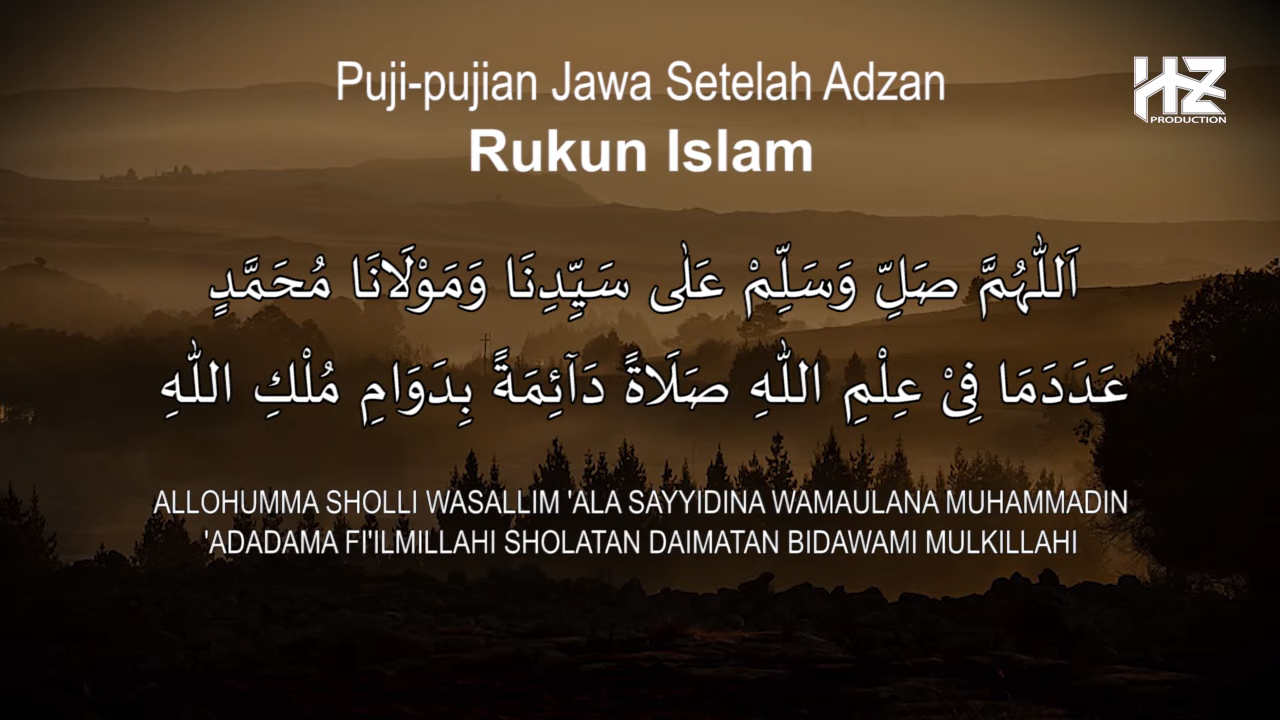 Puji-pujian Jawa Setelah Adzan
Rukun Islam
HZ
PRODUCTION
اَللّٰهُمَّ صَلِّ وَسَلِّمْ عَلٰى سَيِّدِنَا وَمَوْلَانَا مُحَمَّدٍ
عَدَدَمَا فِىْ عِلْمِ اللّٰهِ صَلَاةً دَآئِمَةً بِدَوَامِ مُلْكِ اللّٰهِ
ALLOHUMMA SHOLLI WASALLIM 'ALA SAYYIDINA WAMAULANA MUHAMMADIN
'ADADAMA FI'ILMILLAHI SHOLATAN DAIMATAN BIDAWAMI MULKILLAHI